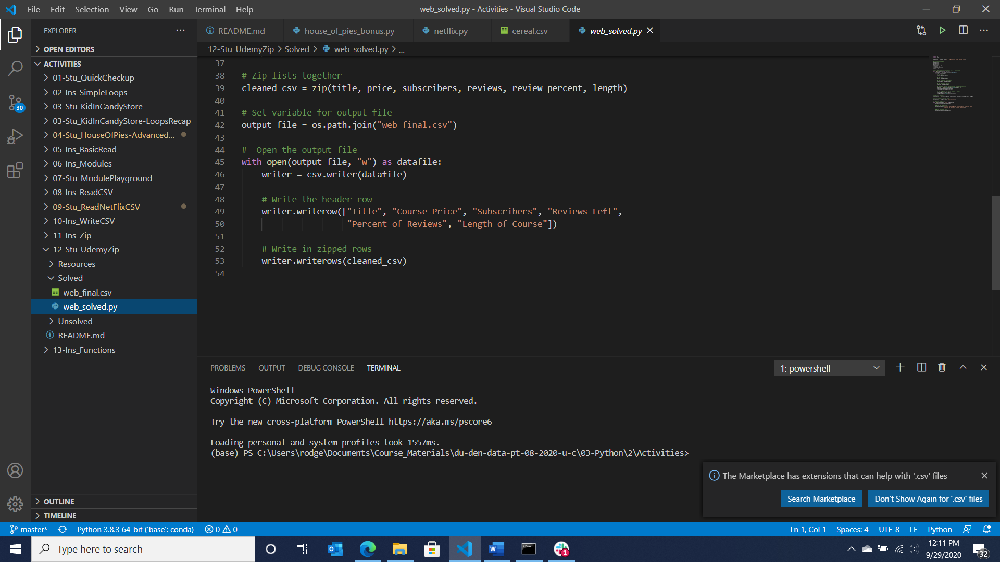 File Edit Selection View Go Run Terminal Help
web_solved.py - Activities - Visual Studio Code
EXPLORER
OPEN EDITORS
ACTIVITIES
01-Stu_QuickCheckup
02-Ins_SimpleLoops
03-Stu_KidInCandyStore
03-Stu_KidInCandyStore-LoopsRecap
04-Stu_HouseOfPies-Advanced...
05-Ins_BasicRead
06-Ins_Modules
07-Stu_ModulePlayground
08-Ins_ReadCSV
09-Stu_ReadNetFlixCSV
10-Ins_WriteCSV
11-Ins_Zip
12-Stu_UdemyZip
Resources
Solved
web_final.csv
web_solved.py
Unsolved
README.md
13-Ins_Functions
OUTLINE
TIMELINE
30
README.md house_of_pies_bonus.py netflix.py cereal.csv web_solved.py
12-Stu_UdemyZip > Solved > web_solved.py > ...
37
38 # Zip lists together
39 cleaned_csv = zip(title, price, subscribers, reviews, review_percent, length)
40
41 # Set variable for output file
42 output_file = os.path.join("web_final.csv")
43
44 #  Open the output file
45 with open(output_file, "w") as datafile:
46     writer = csv.writer(datafile)
47
48     # Write the header row
49     writer.writerow(["Title", "Course Price", "Subscribers", "Reviews Left",
50                      "Percent of Reviews", "Length of Course"])
51
52     # Write in zipped rows
53     writer.writerows(cleaned_csv)
54
PROBLEMS OUTPUT DEBUG CONSOLE TERMINAL
1: powershell
Windows PowerShell
Copyright (C) Microsoft Corporation. All rights reserved.
Try the new cross-platform PowerShell https://aka.ms/pscore6
Loading personal and system profiles took 1557ms.
(base) PS C:\Users\rodge\Documents\Course_Materials\du-den-data-pt-08-2020-u-c\03-Python\2\Activities>
The Marketplace has extensions that can help with '.csv' files
Search Marketplace
Don't Show Again for '.csv' files
master* Python 3.8.3 64-bit ('base': conda) 0 0
Ln 1, Col 1 Spaces: 4 UTF-8 LF Python
Type here to search
1
12:11 PM
9/29/2020
32